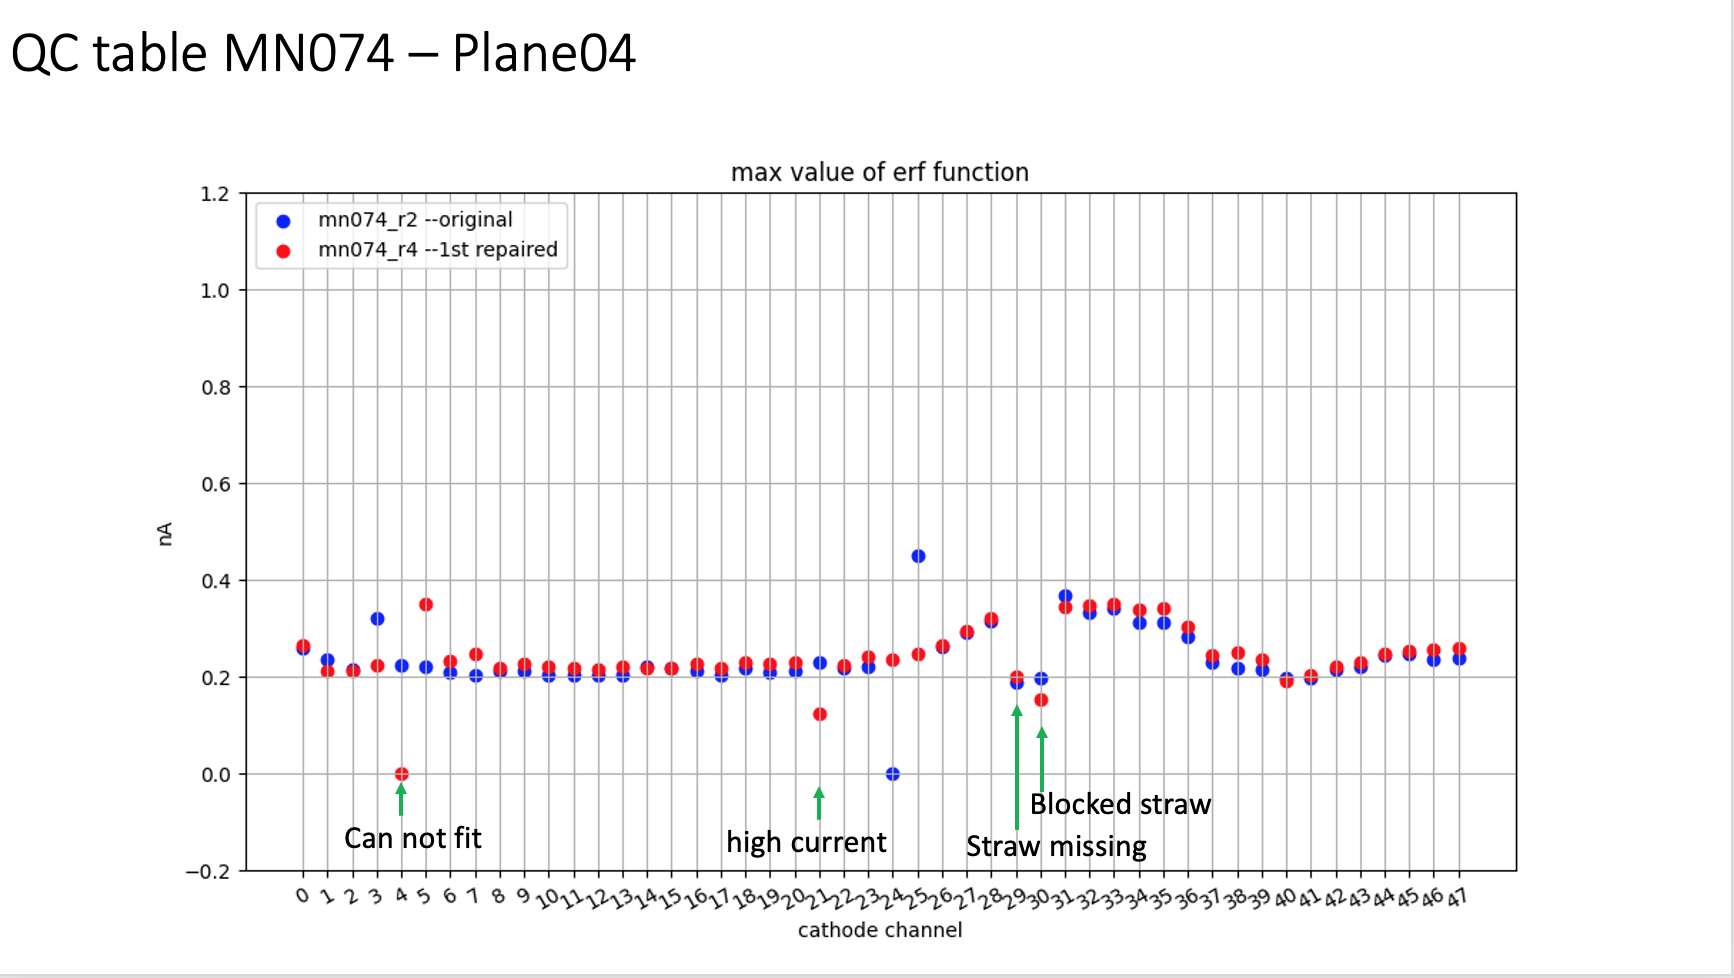 QC table MN074 – Plane04
max value of erf function
1.2
mn074_r2 --original
mn074_r4 --1st repaired
1.0
0.8
0.6
nA
0.4
0.2
0.0
Blocked straw
Can not fit
high current
Straw missing
−0.2
0 1 2 3 4 5 6 7 8 9 10 11 12 13 14 15 16 17 18 19 20 21 22 23 24 25 26 27 28 29 30 31 32 33 34 35 36 37 38 39 40 41 42 43 44 45 46 47
cathode channel